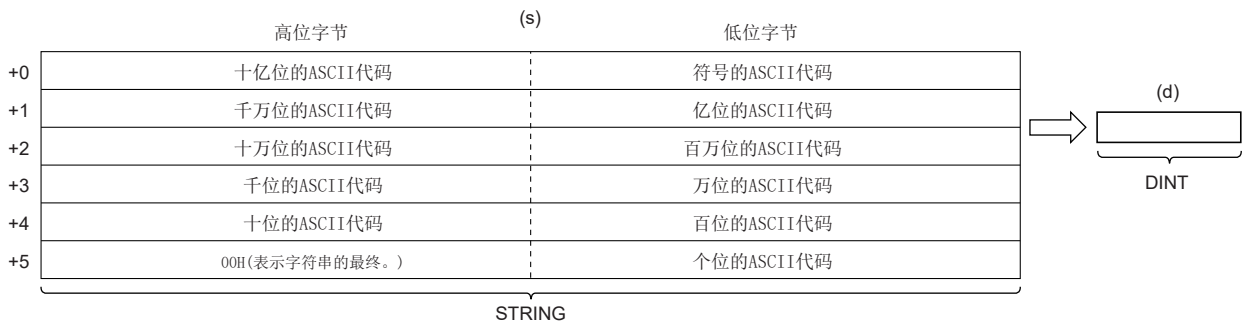 (s)
高位字节 低位字节
+0 十亿位的ASCII代码 符号的ASCII代码
+1 千万位的ASCII代码 亿位的ASCII代码
(d)
+2 十万位的ASCII代码 百万位的ASCII代码
+3 千位的ASCII代码 万位的ASCII代码
DINT
+4 十位的ASCII代码 百位的ASCII代码
+5 00H(表示字符串的最终。) 个位的ASCII代码
STRING